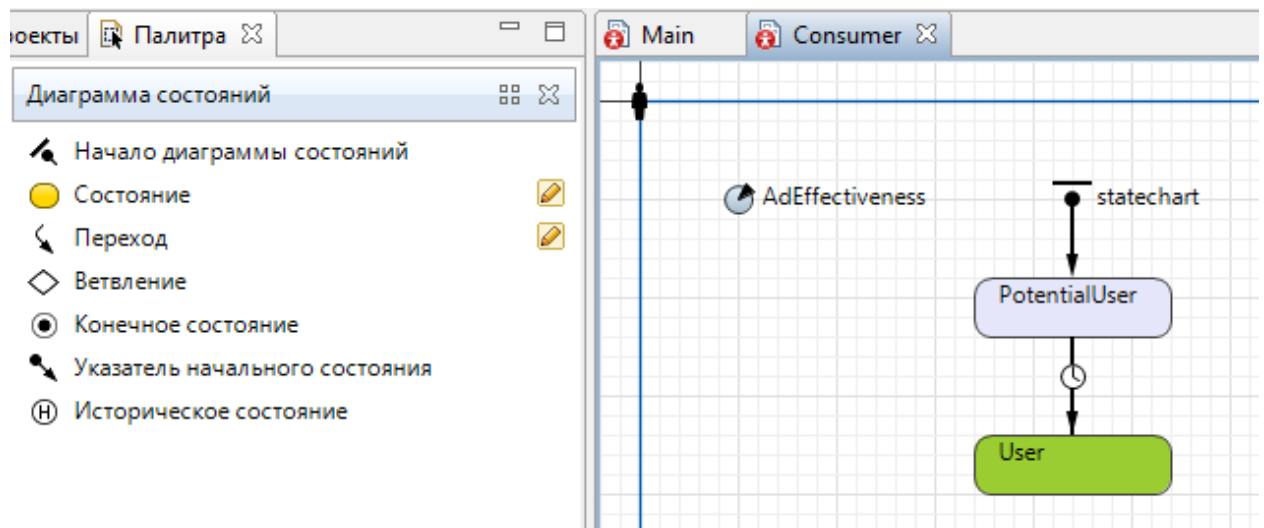 оекты Палитра
Диаграмма состояний
Начало диаграммы состояний
Состояние
Переход
Ветвление
Конечное состояние
Указатель начального состояния
H Историческое состояние
Main Consumer
AdEffectiveness
statechart
PotentialUser
User